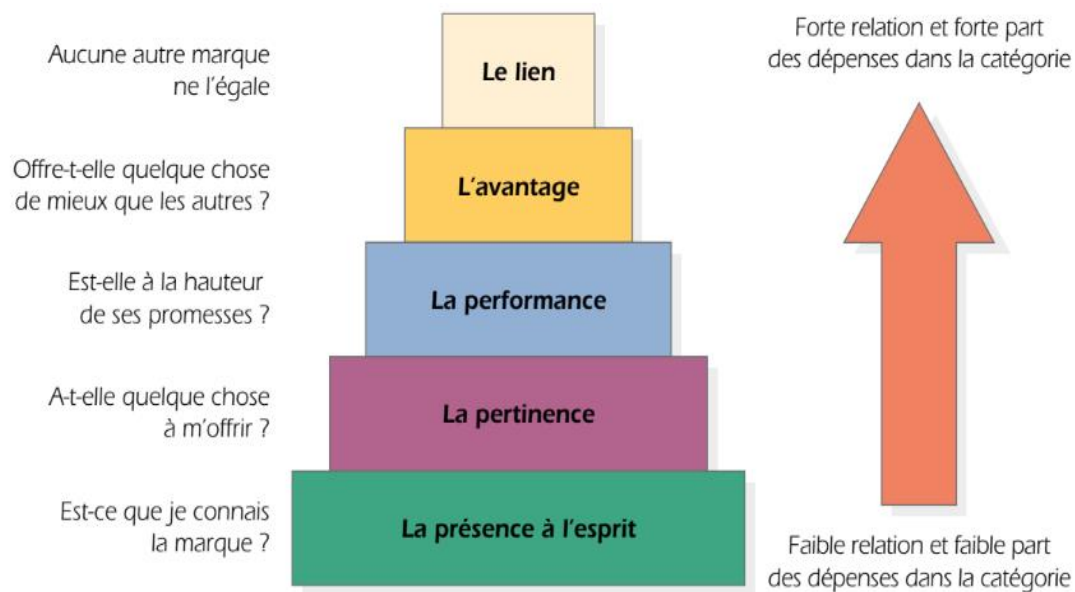 Aucune autre marque
ne l'égale
Le lien
Forte relation et forte part
des dépenses dans la catégorie
Offre-t-elle quelque chose
de mieux que les autres ?
L'avantage
Est-elle à la hauteur
de ses promesses ?
La performance
A-t-elle quelque chose
à m'offrir ?
La pertinence
Est-ce que je connais
la marque ?
La présence à l'esprit
Faible relation et faible part
des dépenses dans la catégorie